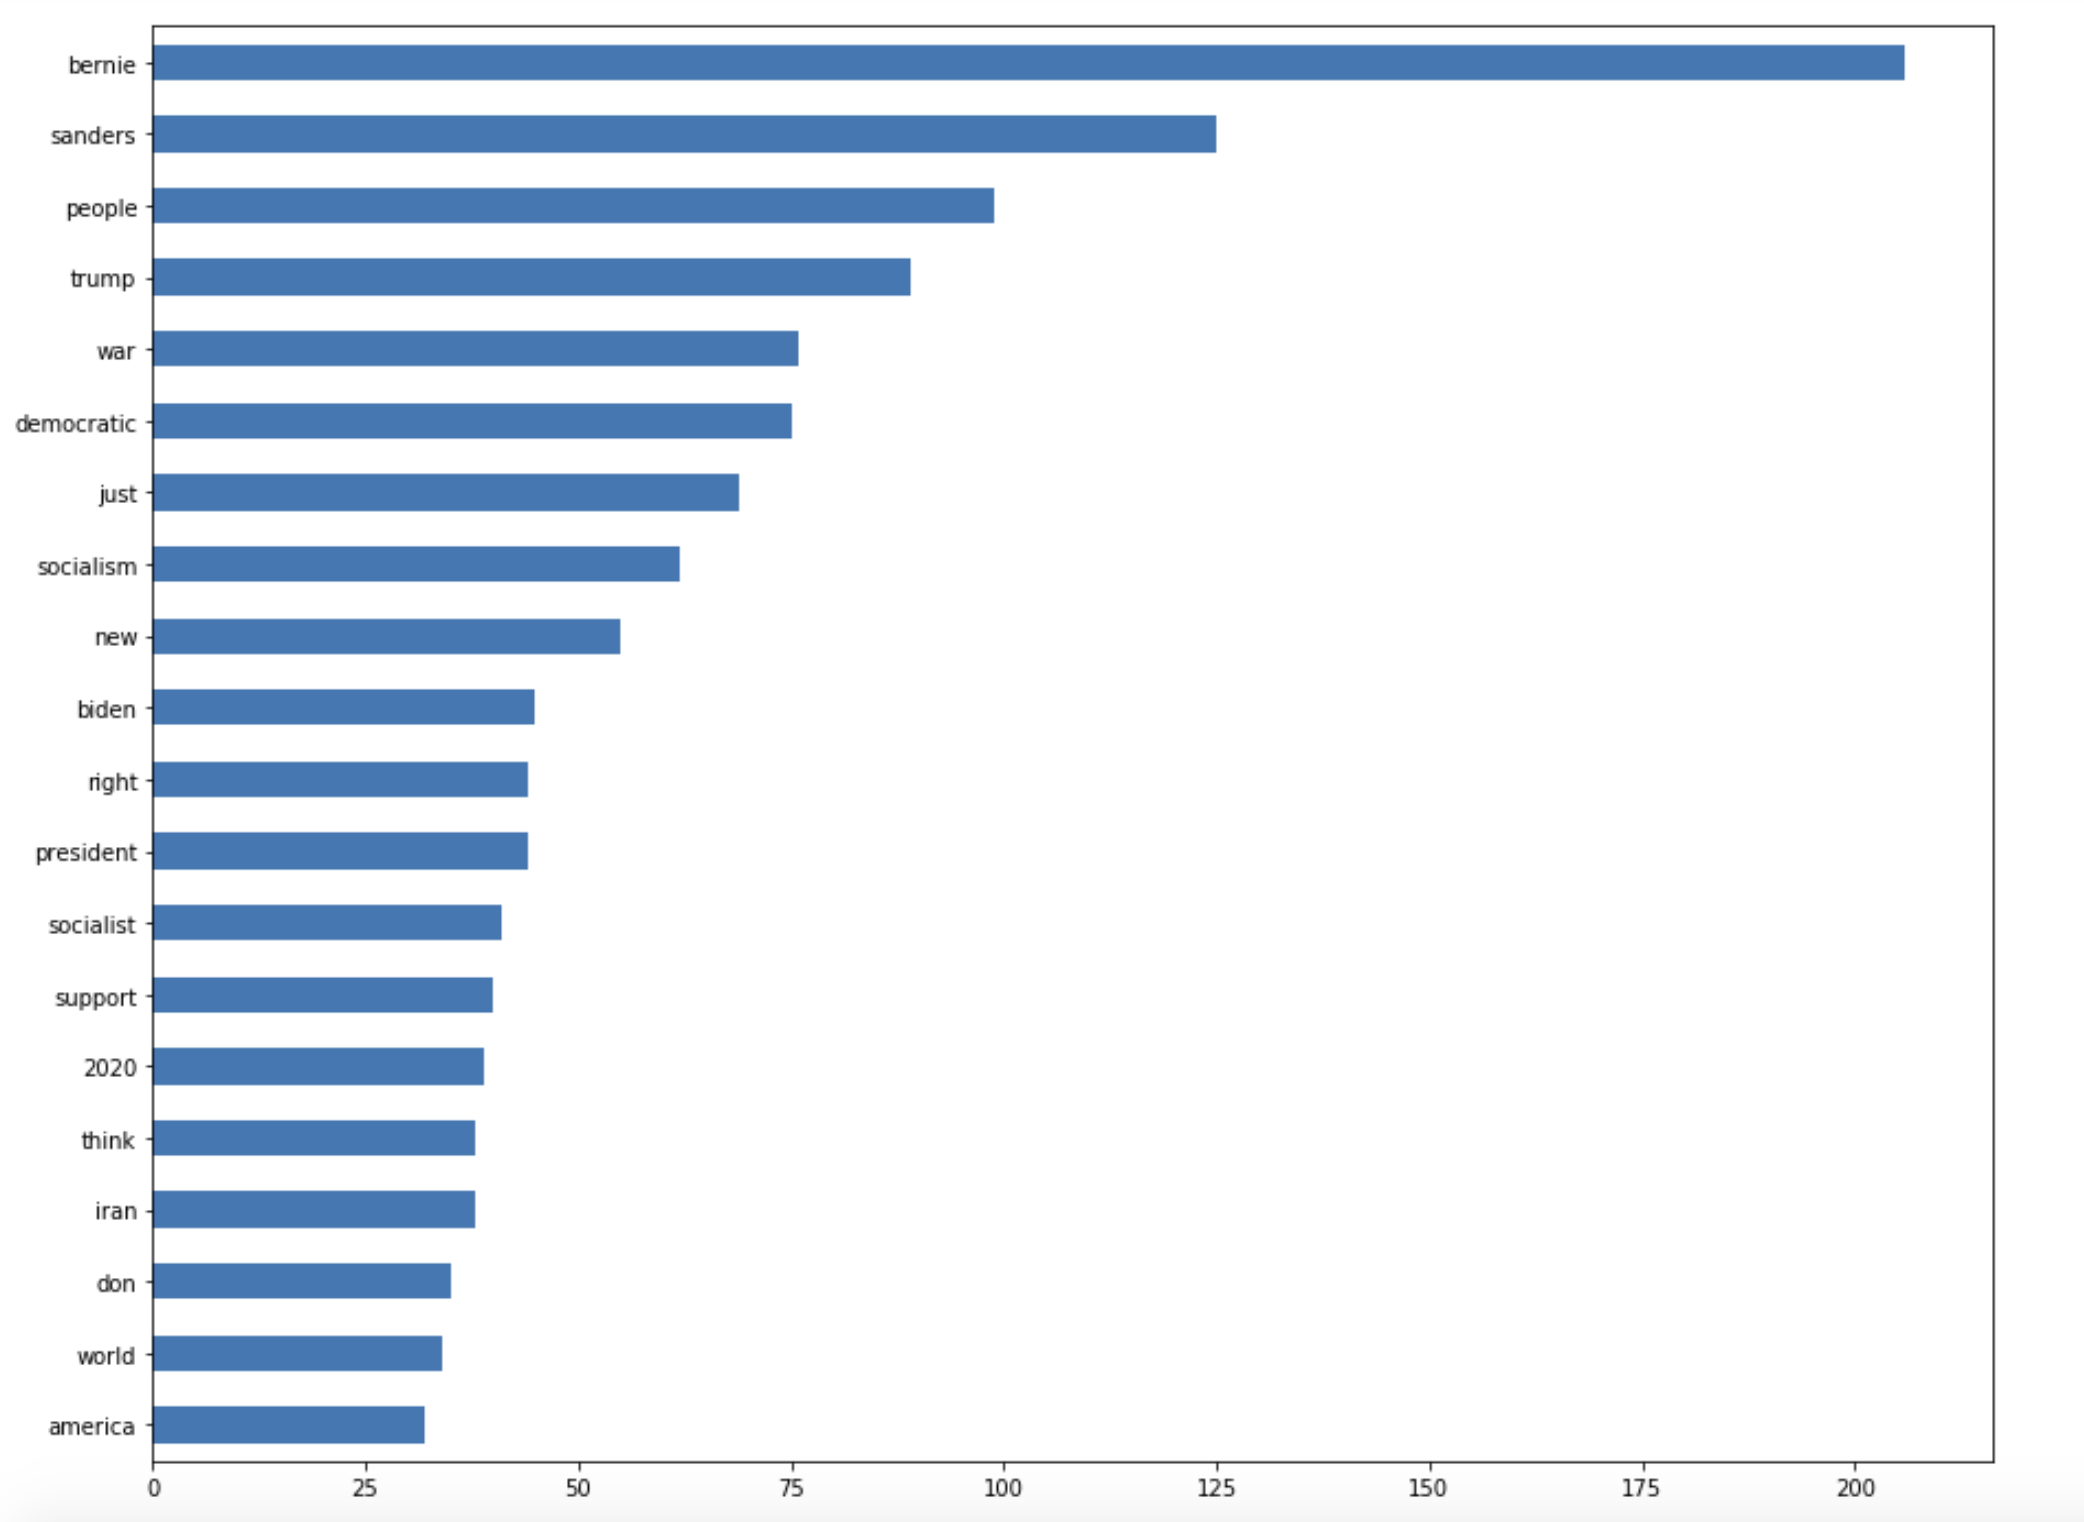 bernie
sanders
people
trump
war
democratic
just
socialism
new
biden
right
president
socialist
support
2020
think
iran
don
world
america
0 25 50 75 100 125 150 175 200